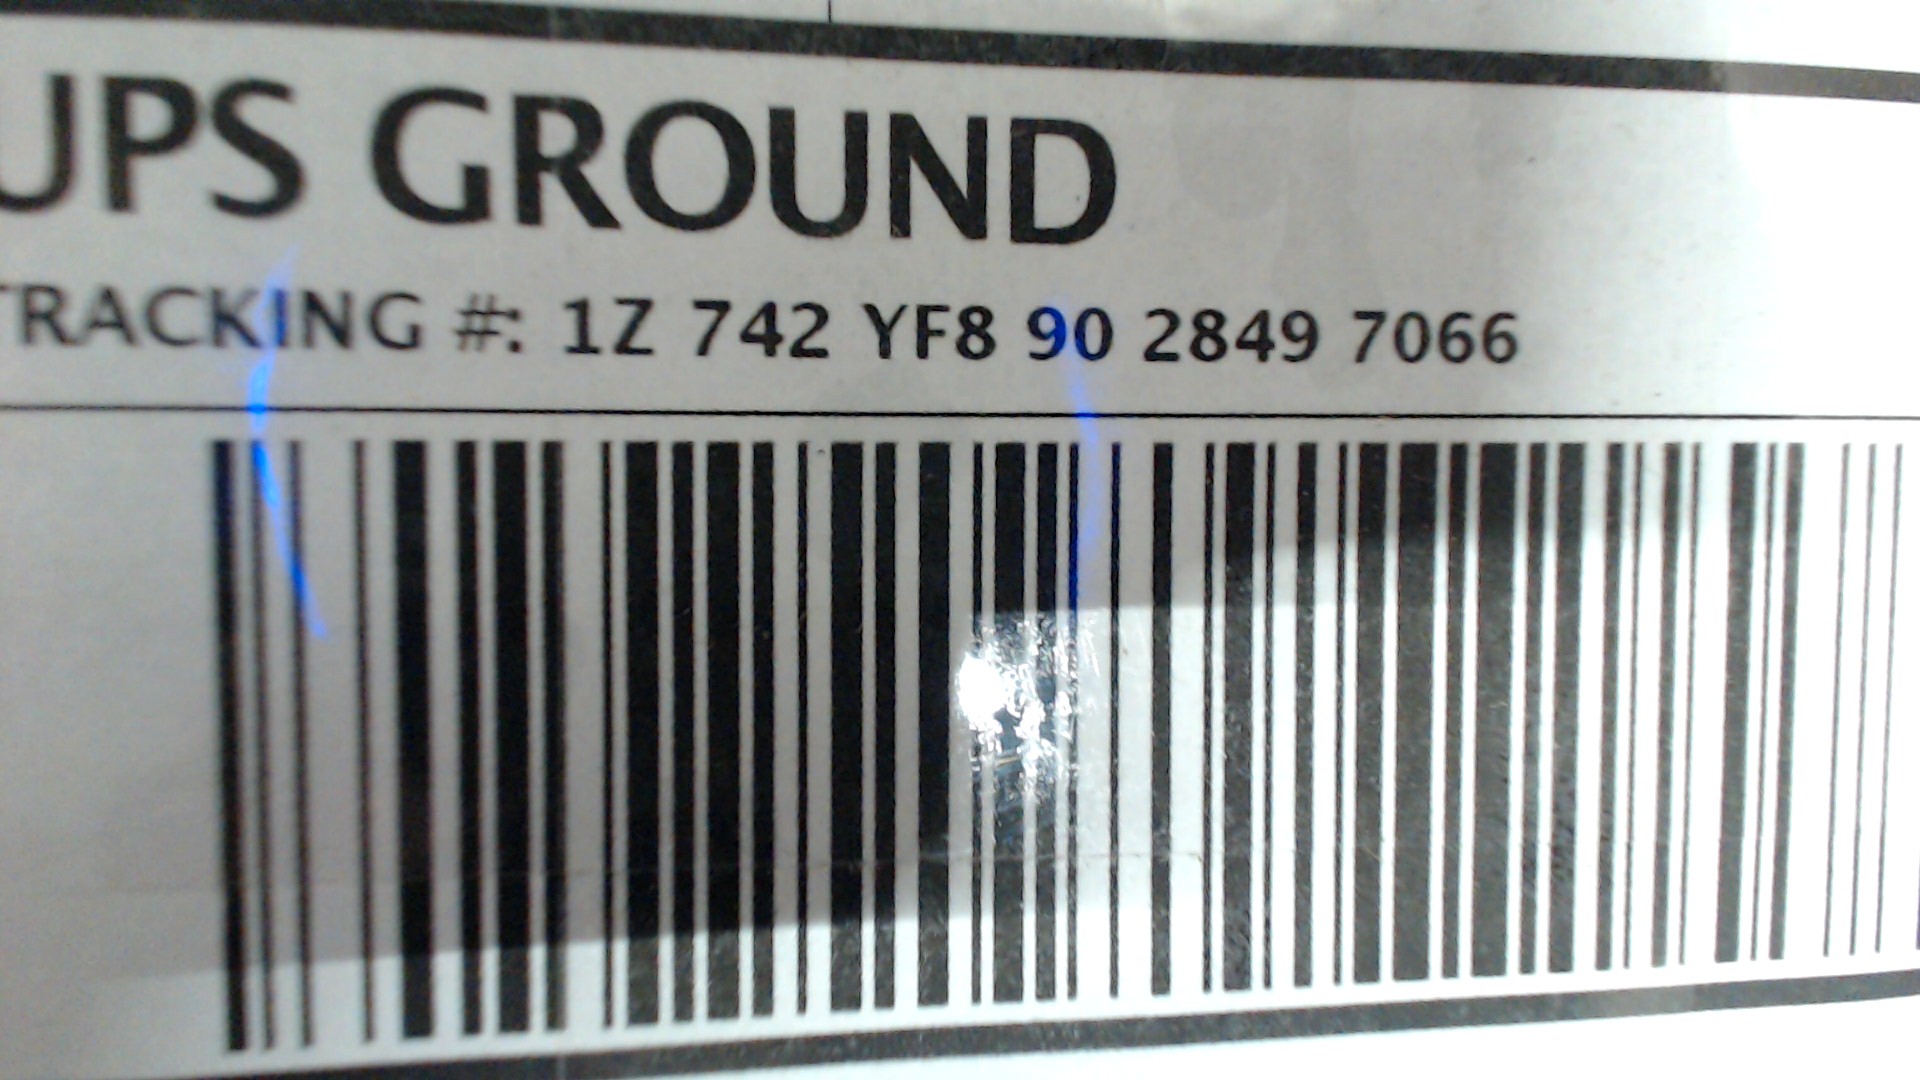 UPS GROUND
TRACKING #: 1Z 742 YF8 90 2849 7066